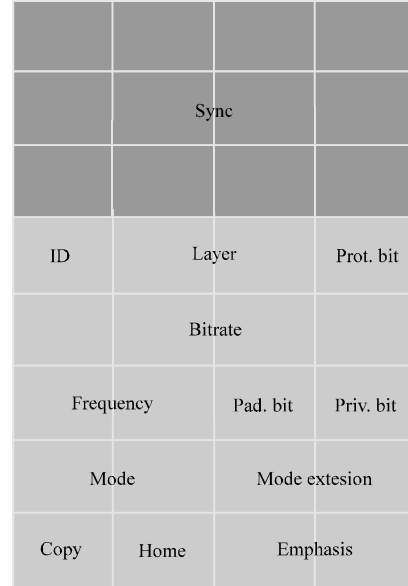 Sync
ID Layer Prot. bit
Bitrate
Frequency Pad. bit Priv. bit
Mode Mode extesion
Copy Home Emphasis